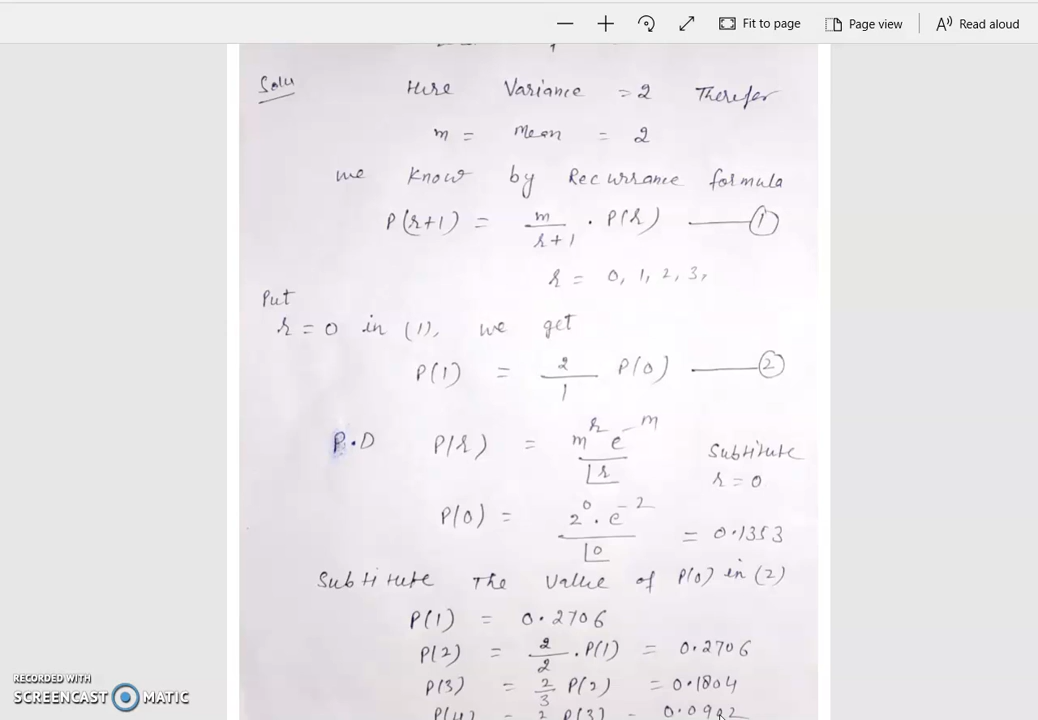 Fit to page Page view Read aloud
Solu Here Variance = 2 Therefor
m = Mean = 2
we Know by Recurrance formula
P(r+1) = m/r+1 . P(r) ——— (1)
r = 0, 1, 2, 3,
Put
r = 0 in (1), we get
P(1) = 2/1 P(0) ——— (2)
P.D P(r) = m^r e^-m / ⌊r Substitute
r = 0
P(0) = 2^0 . e^-2 / ⌊0 = 0.1353
Substitute The Value of P(0) in (2)
P(1) = 0.2706
P(2) = 2/2 . P(1) = 0.2706
P(3) = 2/3 P(2) = 0.1804
RECORDED WITH
SCREENCAST MATIC